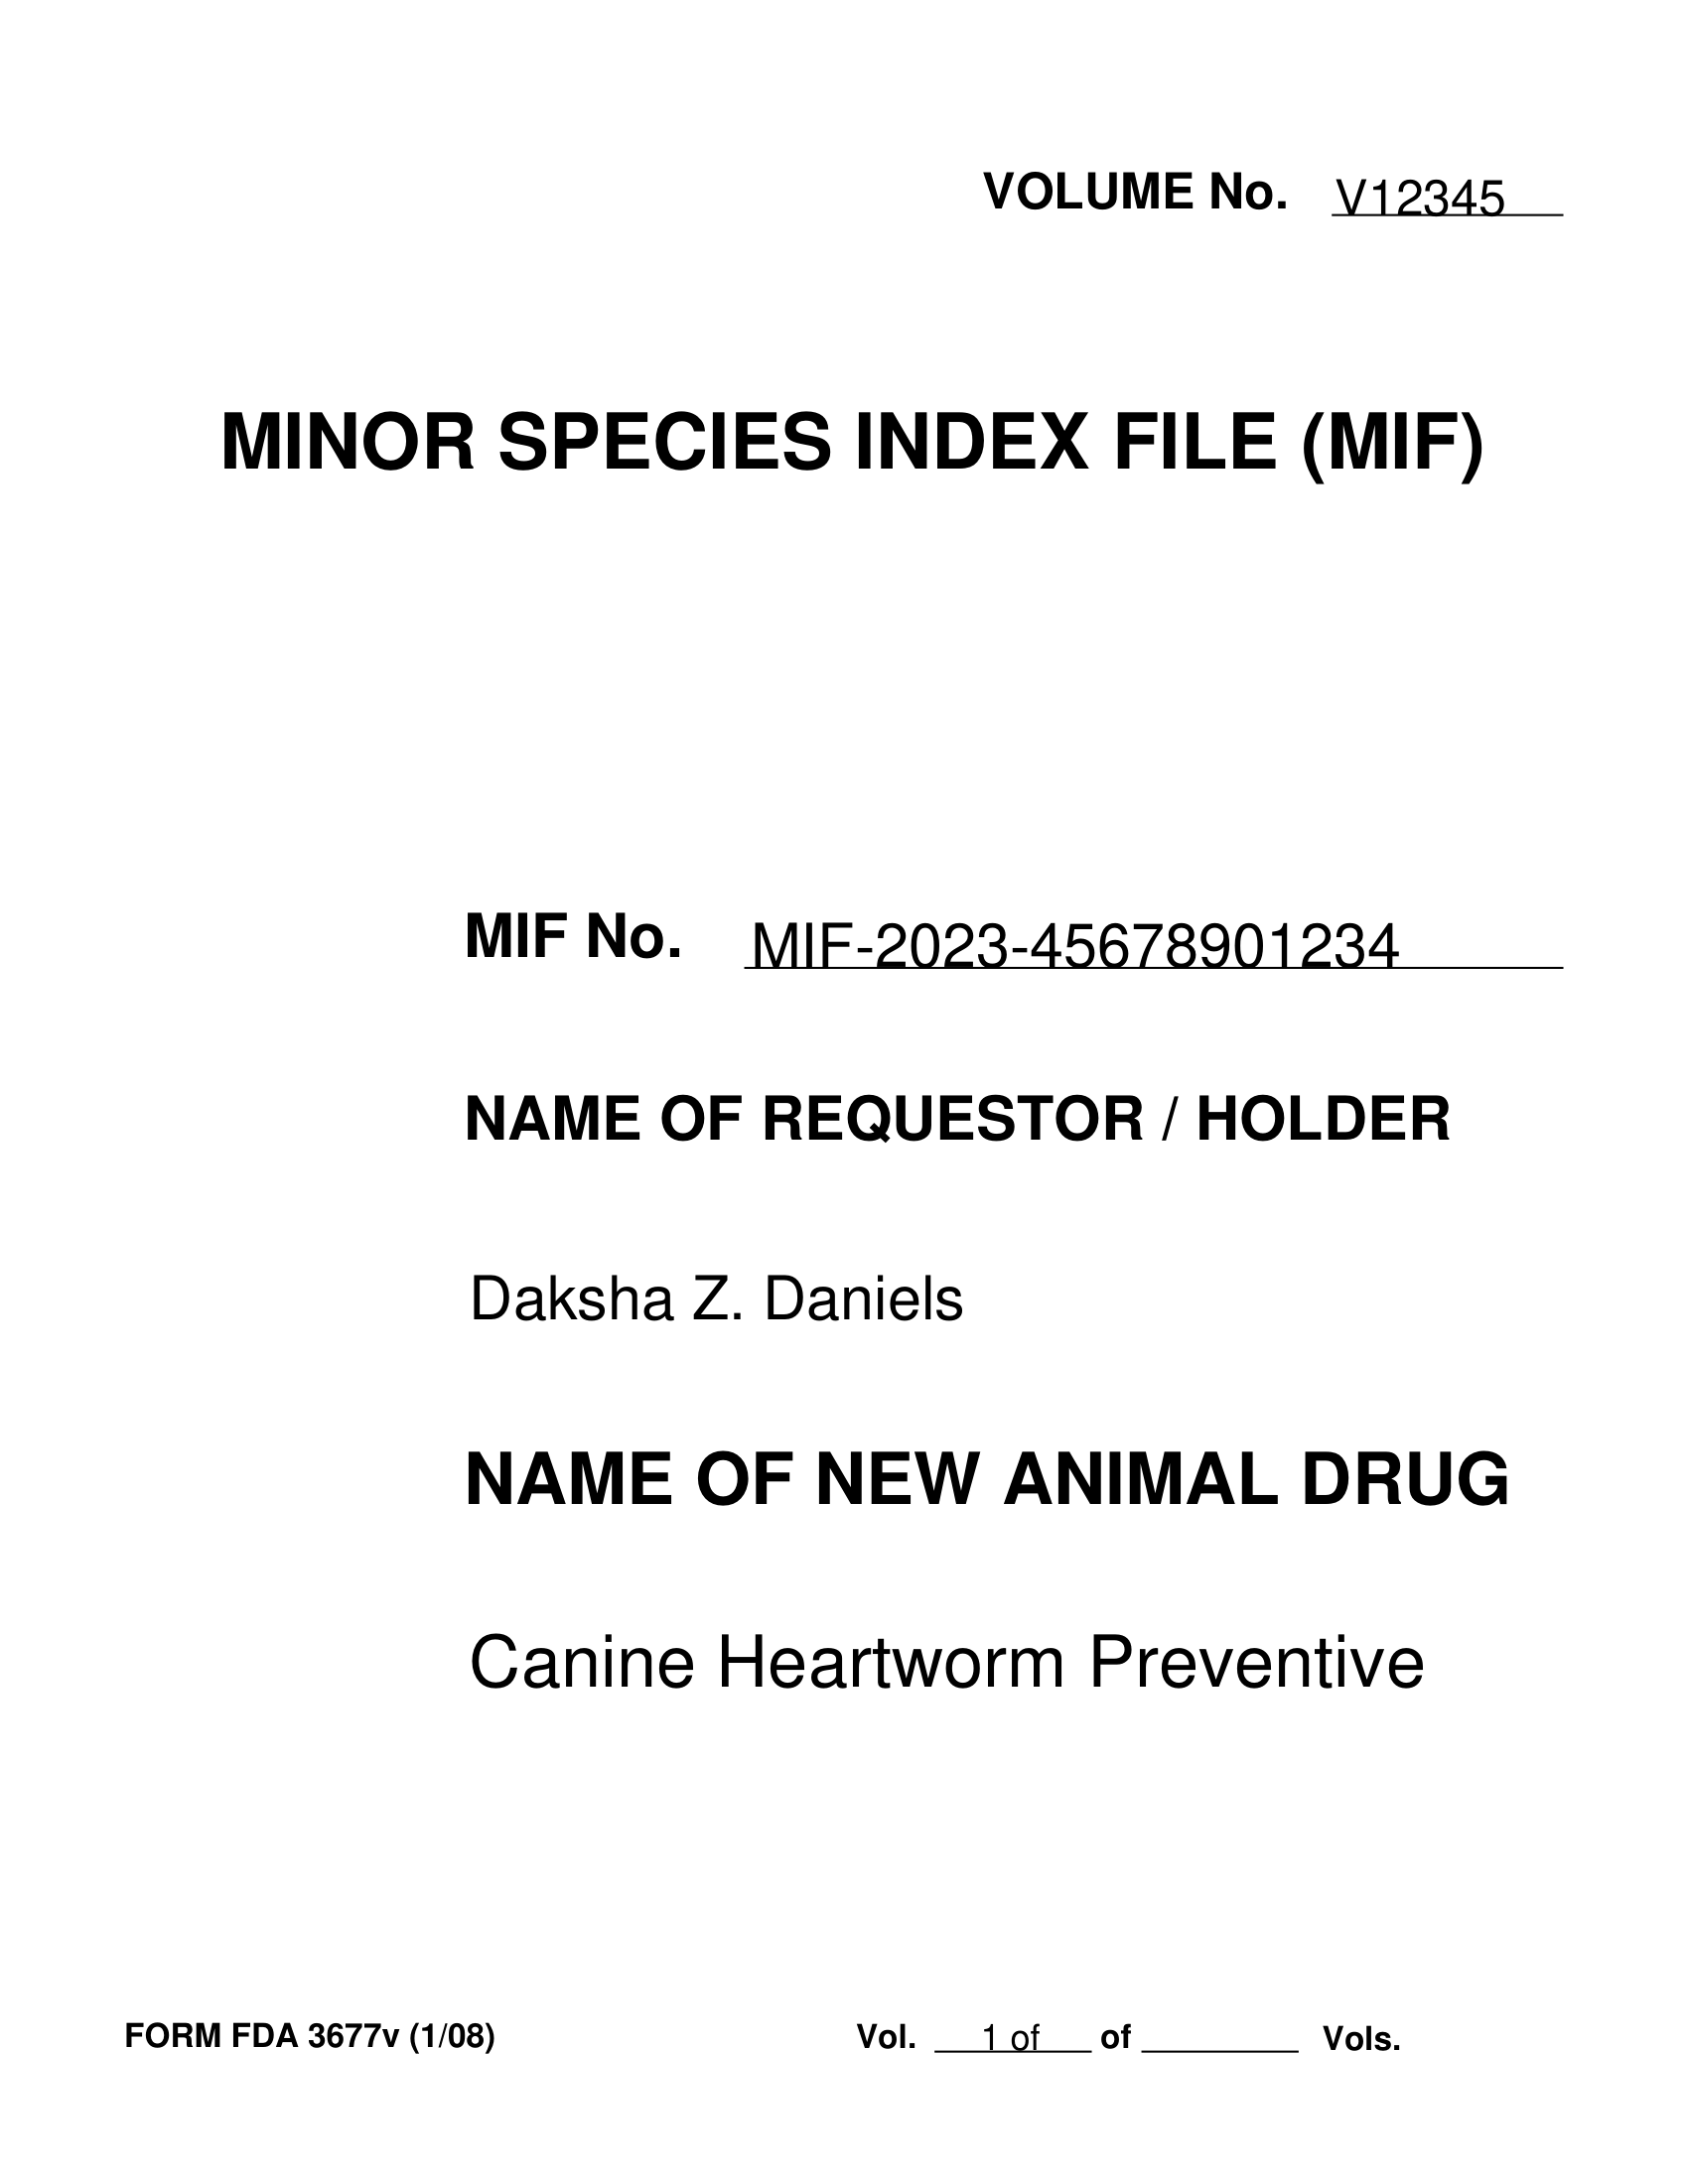 VOLUME No. V12345
MINOR SPECIES INDEX FILE (MIF)
MIF No. MIF-2023-45678901234
NAME OF REQUESTOR / HOLDER
Daksha Z. Daniels
NAME OF NEW ANIMAL DRUG
Canine Heartworm Preventive
FORM FDA 3677v (1/08) Vol. 1 of of Vols.